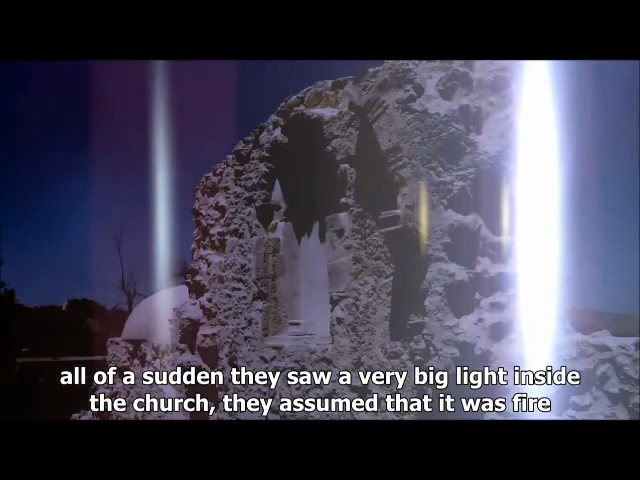 all of a sudden they saw a very big light inside
the church, they assumed that it was fire